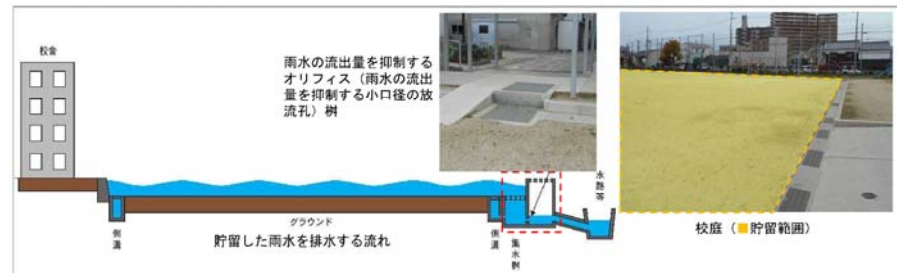 校舎
雨水の流出量を抑制する
オリフィス（雨水の流出
量を抑制する小口径の放
流孔）桝
水路等
グラウンド
側溝
側溝
集水桝
貯留した雨水を排水する流れ
校庭（■貯留範囲）